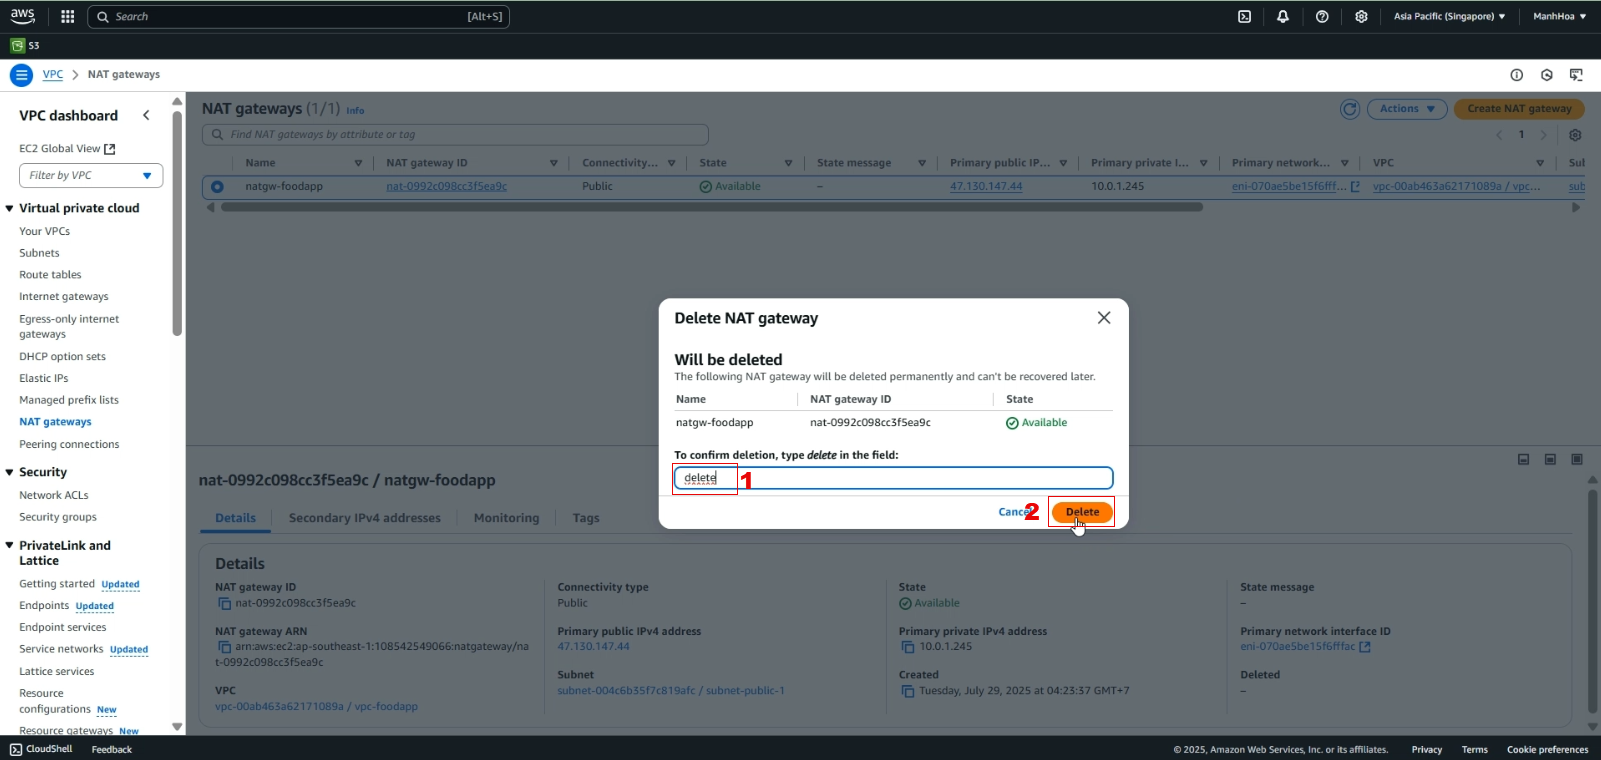 aws
Search [Alt+S]
Asia Pacific (Singapore) ManhHoa
S3
VPC > NAT gateways
VPC dashboard
EC2 Global View
Filter by VPC
Virtual private cloud
Your VPCs
Subnets
Route tables
Internet gateways
Egress-only internet
gateways
DHCP option sets
Elastic IPs
Managed prefix lists
NAT gateways
Peering connections
Security
Network ACLs
Security groups
PrivateLink and
Lattice
Getting started Updated
Endpoints Updated
Endpoint services
Service networks Updated
Lattice services
Resource
configurations New
Resource gateways New
NAT gateways (1/1) Info
Actions Create NAT gateway
Find NAT gateways by attribute or tag
1
Name NAT gateway ID Connectivity... State State message Primary public IP... Primary private I... Primary network... VPC Sub
natgw-foodapp nat-0992c098cc3f5ea9c Public Available – 47.130.147.44 10.0.1.245 eni-070ae5be15f6fff... vpc-00ab463a62171089a / vpc... sub
Delete NAT gateway
Will be deleted
The following NAT gateway will be deleted permanently and can't be recovered later.
Name NAT gateway ID State
natgw-foodapp nat-0992c098cc3f5ea9c Available
To confirm deletion, type delete in the field:
delete 1
Cancel 2 Delete
nat-0992c098cc3f5ea9c / natgw-foodapp
Details Secondary IPv4 addresses Monitoring Tags
Details
NAT gateway ID
nat-0992c098cc3f5ea9c
Connectivity type
Public
State
Available
State message
–
NAT gateway ARN
arn:aws:ec2:ap-southeast-1:108542549066:natgateway/na
t-0992c098cc3f5ea9c
Primary public IPv4 address
47.130.147.44
Primary private IPv4 address
10.0.1.245
Primary network interface ID
eni-070ae5be15f6fffac
VPC
vpc-00ab463a62171089a / vpc-foodapp
Subnet
subnet-004c6b35f7c819afc / subnet-public-1
Created
Tuesday, July 29, 2025 at 04:23:37 GMT+7
Deleted
–
CloudShell Feedback
© 2025, Amazon Web Services, Inc. or its affiliates. Privacy Terms Cookie preferences